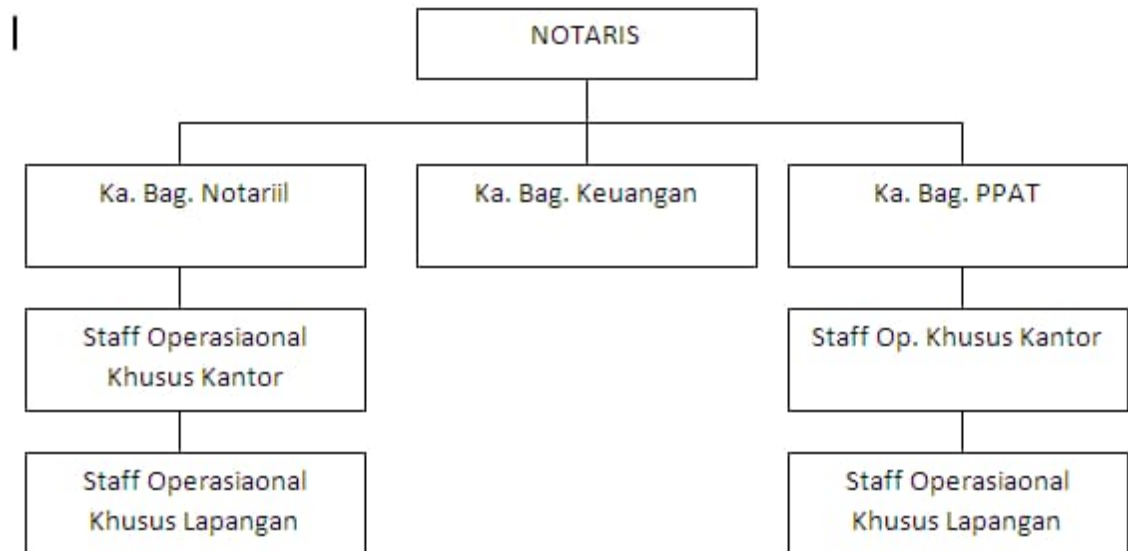 NOTARIS
Ka. Bag. Notariil
Ka. Bag. Keuangan
Ka. Bag. PPAT
Staff Operasiaonal
Khusus Kantor
Staff Op. Khusus Kantor
Staff Operasiaonal
Khusus Lapangan
Staff Operasiaonal
Khusus Lapangan